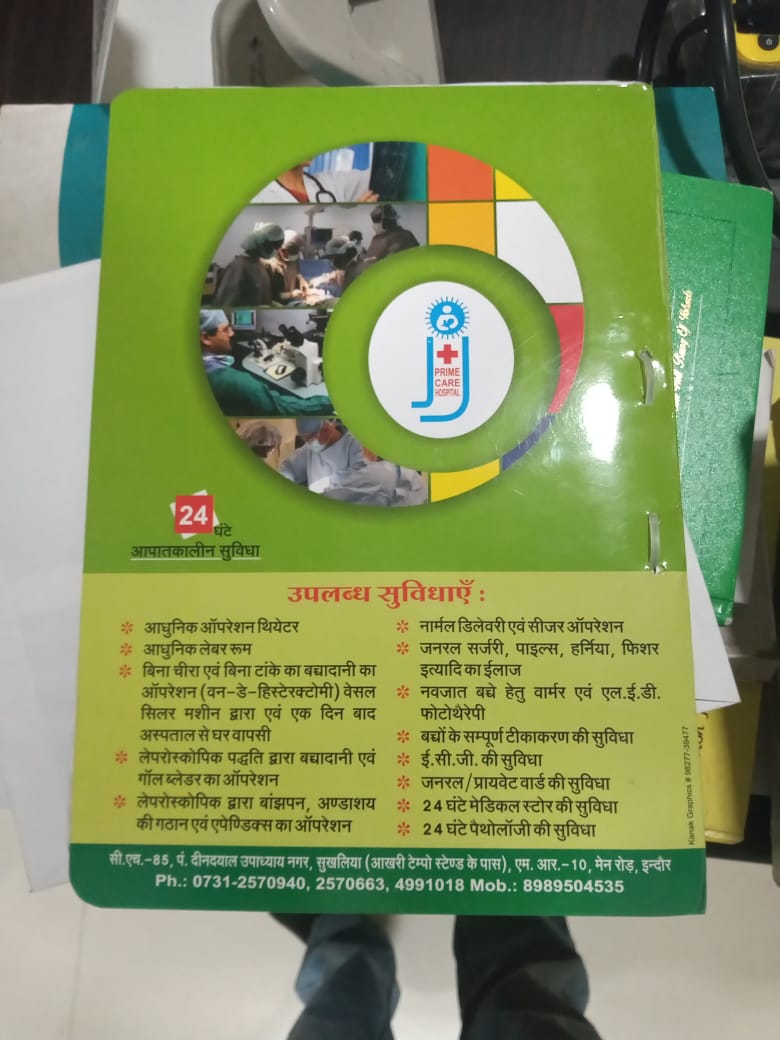 PRIME
CARE
HOSPITAL
24
घंटे
आपातकालीन सुविधा
उपलब्ध सुविधाएँ :
आधुनिक ऑपरेशन थियेटर
आधुनिक लेबर रूम
बिना चीरा एवं बिना टांके का बच्चादानी का
ऑपरेशन (वन-डे-हिस्टेरक्टोमी) वेसल
सिलर मशीन द्वारा एवं एक दिन बाद
अस्पताल से घर वापसी
लेपरोस्कोपिक पद्धति द्वारा बच्चादानी एवं
गॉल ब्लेडर का ऑपरेशन
लेपरोस्कोपिक द्वारा बांझपन, अण्डाशय
की गठान एवं एपेण्डिक्स का ऑपरेशन
नार्मल डिलेवरी एवं सीजर ऑपरेशन
जनरल सर्जरी, पाइल्स, हर्निया, फिशर
इत्यादि का ईलाज
नवजात बच्चे हेतु वार्मर एवं एल.ई.डी.
फोटोथैरेपी
बच्चों के सम्पूर्ण टीकाकरण की सुविधा
ई.सी.जी. की सुविधा
जनरल/प्रायवेट वार्ड की सुविधा
24 घंटे मेडिकल स्टोर की सुविधा
24 घंटे पैथोलॉजी की सुविधा
Kanak Graphics # 98277-39477
सी.एच.-85, पं. दीनदयाल उपाध्याय नगर, सुखलिया (आखरी टेम्पो स्टेण्ड के पास), एम. आर.-10, मेन रोड़, इन्दौर
Ph.: 0731-2570940, 2570663, 4991018 Mob.: 8989504535